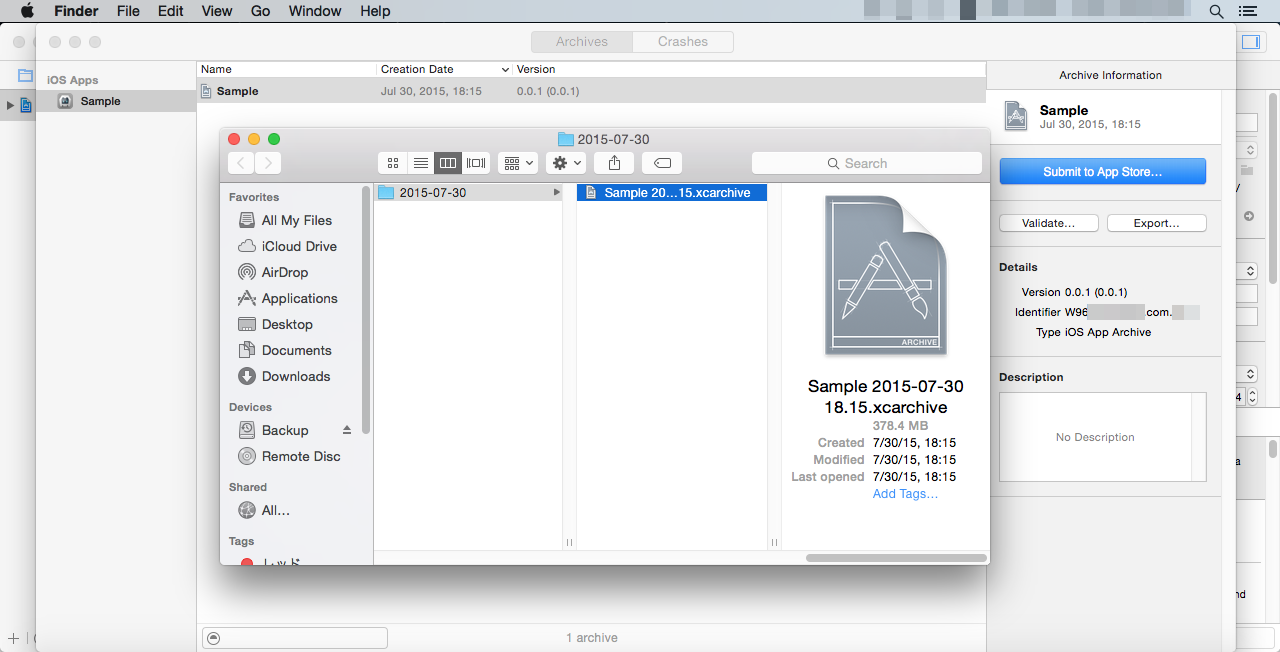 Finder File Edit View Go Window Help
Archives Crashes
iOS Apps
Sample
Name Creation Date Version
Sample Jul 30, 2015, 18:15 0.0.1 (0.0.1)
Archive Information
Sample
Jul 30, 2015, 18:15
Submit to App Store...
Validate... Export...
Details
Version 0.0.1 (0.0.1)
Identifier W96 .com.
Type iOS App Archive
Description
No Description
2015-07-30
Search
Favorites
All My Files
iCloud Drive
AirDrop
Applications
Desktop
Documents
Downloads
Devices
Backup
Remote Disc
Shared
All...
Tags
レッド
2015-07-30
Sample 20...15.xcarchive
ARCHIVE
Sample 2015-07-30
18.15.xcarchive
378.4 MB
Created 7/30/15, 18:15
Modified 7/30/15, 18:15
Last opened 7/30/15, 18:15
Add Tags...
1 archive